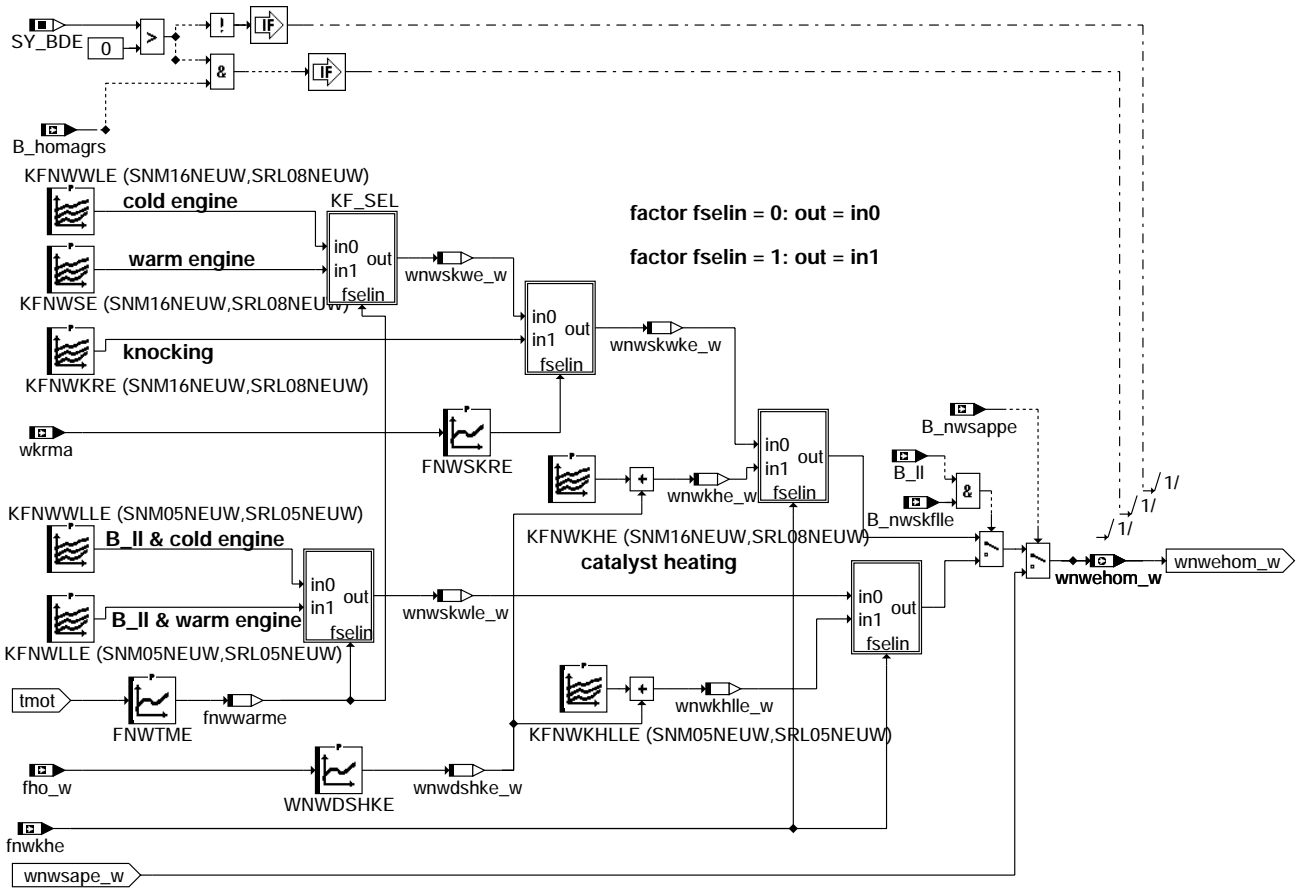 SY_BDE
0
>
!
IF
&
IF
B_homagrs
KFNWWLE (SNM16NEUW,SRL08NEUW)
P
cold engine
KF_SEL
in0
in1
out
fselin
wnwskwe_w
P
warm engine
KFNWSE (SNM16NEUW,SRL08NEUW)
factor fselin = 0: out = in0
factor fselin = 1: out = in1
P
knocking
KFNWKRE (SNM16NEUW,SRL08NEUW)
in0
in1
out
fselin
wnwskwke_w
wkrma
P
FNWSKRE
P
+
wnwkhe_w
KFNWKHE (SNM16NEUW,SRL08NEUW)
catalyst heating
in0
in1
out
fselin
B_nwsappe
B_ll
&
B_nwskflle
1/
1/
1/
wnwehom_w
wnwehom_w
KFNWWLLE (SNM05NEUW,SRL05NEUW)
P
B_ll & cold engine
P
B_ll & warm engine
KFNWLLE (SNM05NEUW,SRL05NEUW)
in0
in1
out
fselin
wnwskwle_w
in0
in1
out
fselin
tmot
P
FNWTME
fnwwarme
P
+
wnwkhlle_w
KFNWKHLLE (SNM05NEUW,SRL05NEUW)
fho_w
P
WNWDSHKE
wnwdshke_w
fnwkhe
wnwsape_w